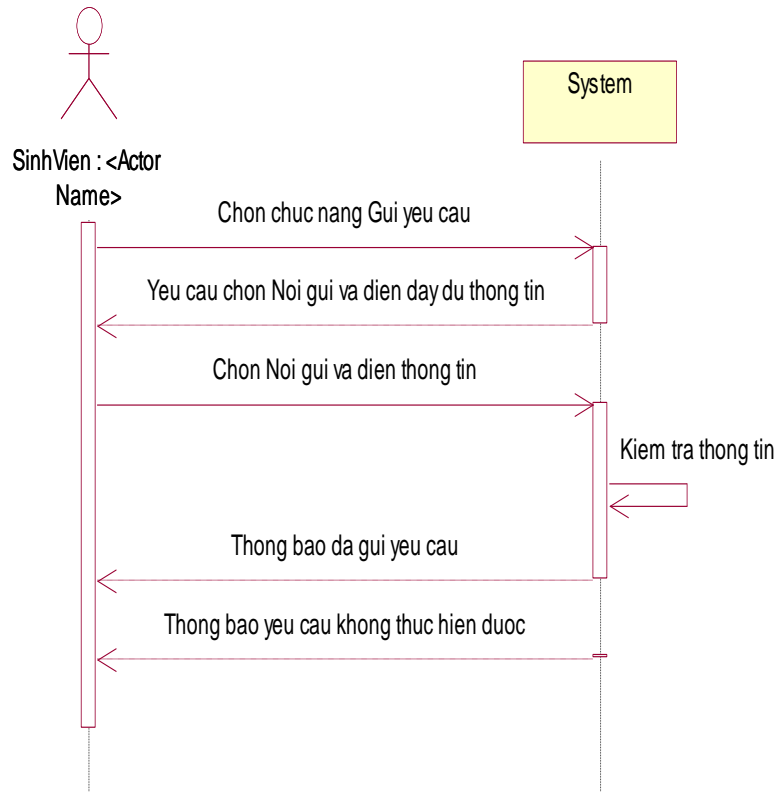 System
SinhVien : <Actor
Name>
Chon chuc nang Gui yeu cau
Yeu cau chon Noi gui va dien day du thong tin
Chon Noi gui va dien thong tin
Kiem tra thong tin
Thong bao da gui yeu cau
Thong bao yeu cau khong thuc hien duoc